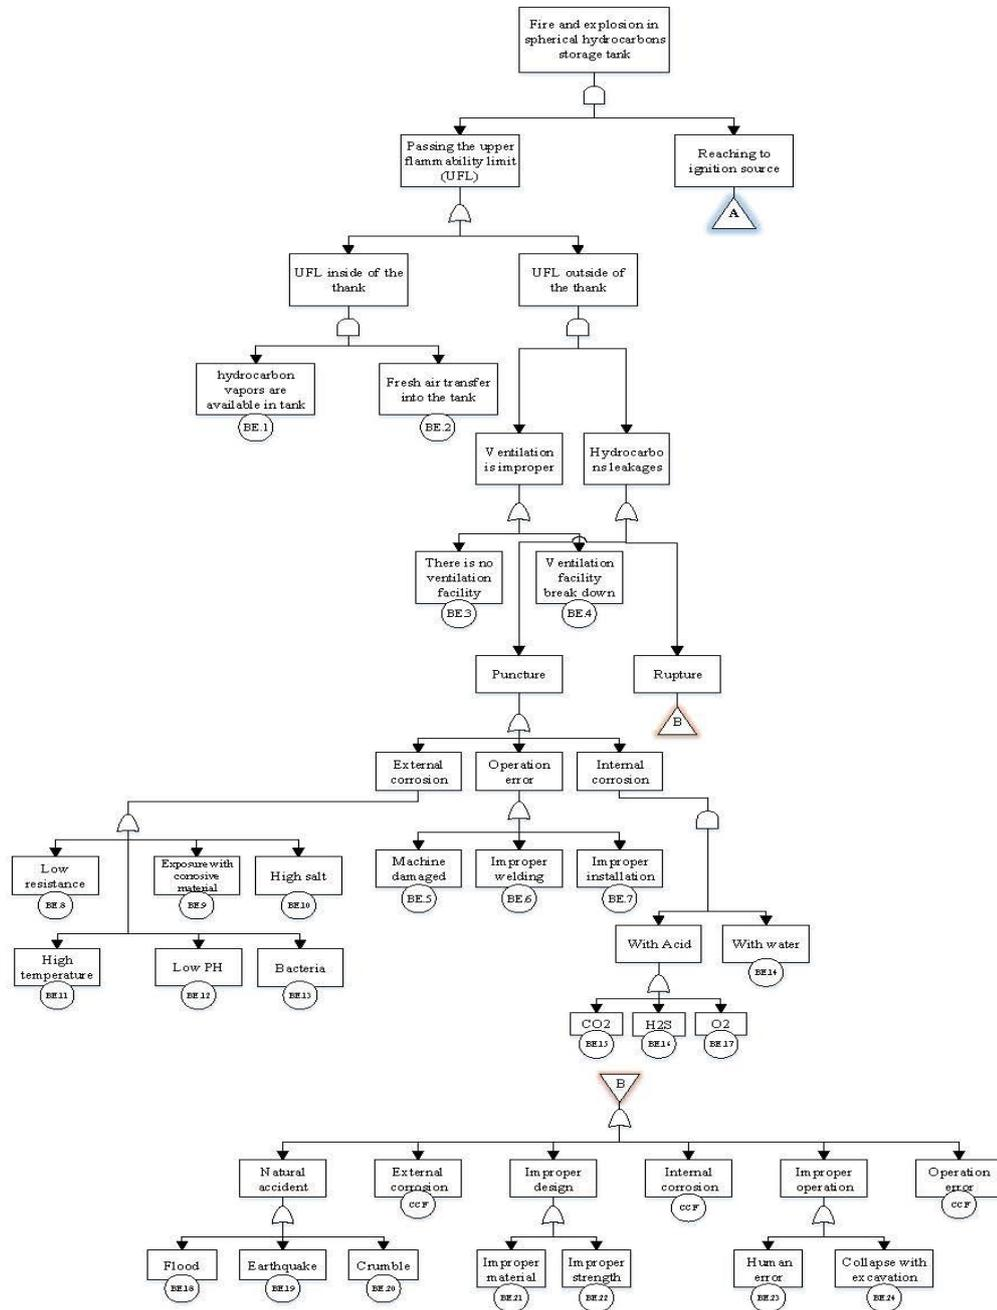 Fire and explosion in
spherical hydrocarbons
storage tank
Passing the upper
flammability limit
(UFL)
Reaching to
ignition source
A
UFL inside of the
thank
UFL outside of
the thank
hydrocarbon
vapors are
available in tank
BE.1
Fresh air transfer
into the tank
BE.2
Ventilation
is improper
Hydrocarbo
ns leakages
There is no
ventilation
facility
BE.3
Ventilation
facility
break down
BE.4
Puncture
Rupture
B
External
corrosion
Operation
error
Internal
corrosion
Low
resistance
BE.8
Exposure with
corrosive
material
BE.9
High salt
BE.10
Machine
damaged
BE.5
Improper
welding
BE.6
Improper
installation
BE.7
High
temperature
BE.11
Low PH
BE.12
Bacteria
BE.13
With Acid
With water
BE.14
CO2
BE.15
H2S
BE.16
O2
BE.17
B
Natural
accident
External
corrosion
CCF
Improper
design
Internal
corrosion
CCF
Improper
operation
Operation
error
CCF
Flood
BE.18
Earthquake
BE.19
Crumble
BE.20
Improper
material
BE.21
Improper
strength
BE.22
Human
error
BE.23
Collapse with
excavation
BE.24